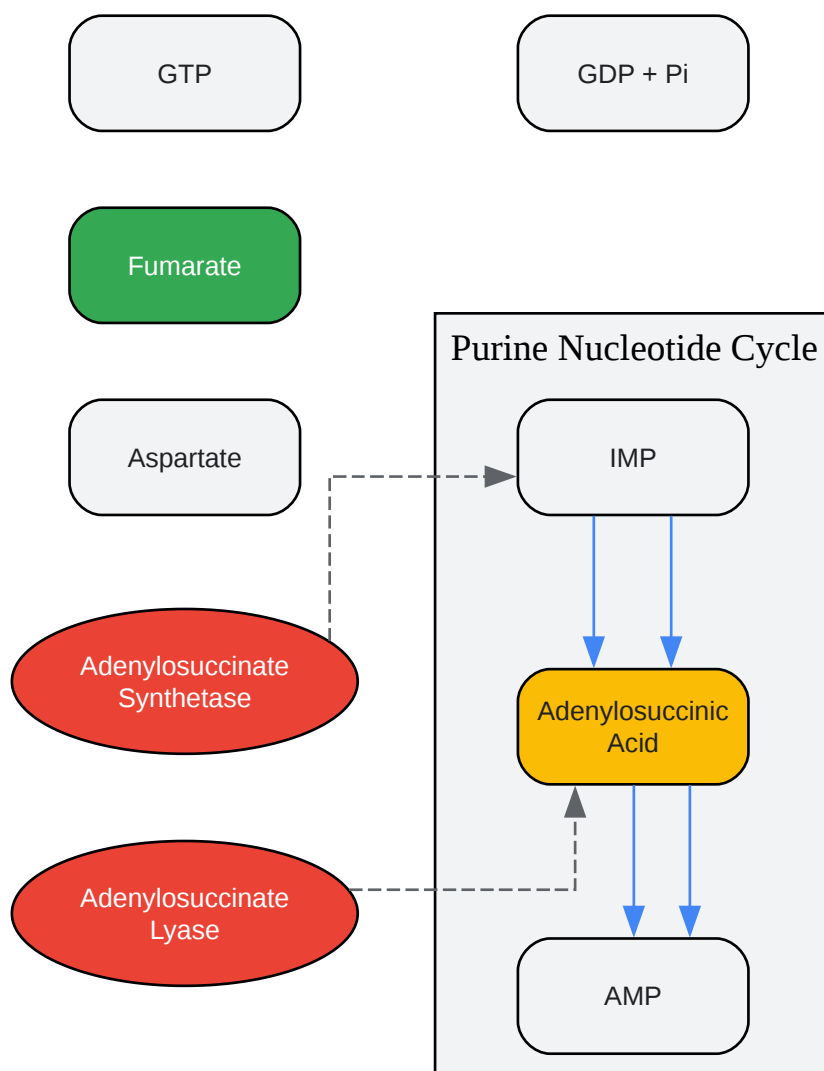 GTP
GDP + Pi
Fumarate
Purine Nucleotide Cycle
Aspartate
IMP
Adenylosuccinate
Synthetase
Adenylosuccinic
Acid
Adenylosuccinate
Lyase
AMP